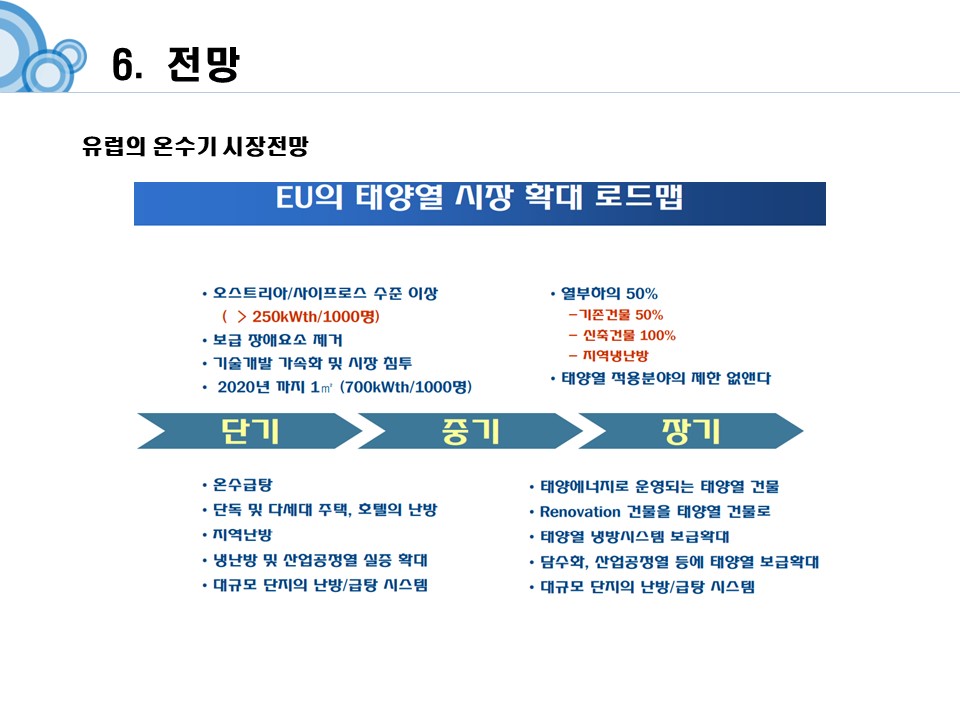 6. 전망
유럽의 온수기 시장전망
EU의 태양열 시장 확대 로드맵
• 오스트리아/사이프로스 수준 이상
( > 250kWth/1000명)
• 보급 장애요소 제거
• 기술개발 가속화 및 시장 침투
• 2020년 까지 1㎡ (700kWth/1000명)
• 열부하의 50%
–기존건물 50%
– 신축건물 100%
– 지역냉난방
• 태양열 적용분야의 제한 없앤다
단기
중기
장기
• 온수급탕
• 단독 및 다세대 주택, 호텔의 난방
• 지역난방
• 냉난방 및 산업공정열 실증 확대
• 대규모 단지의 난방/급탕 시스템
• 태양에너지로 운영되는 태양열 건물
• Renovation 건물을 태양열 건물로
• 태양열 냉방시스템 보급확대
• 담수화, 산업공정열 등에 태양열 보급확대
• 대규모 단지의 난방/급탕 시스템